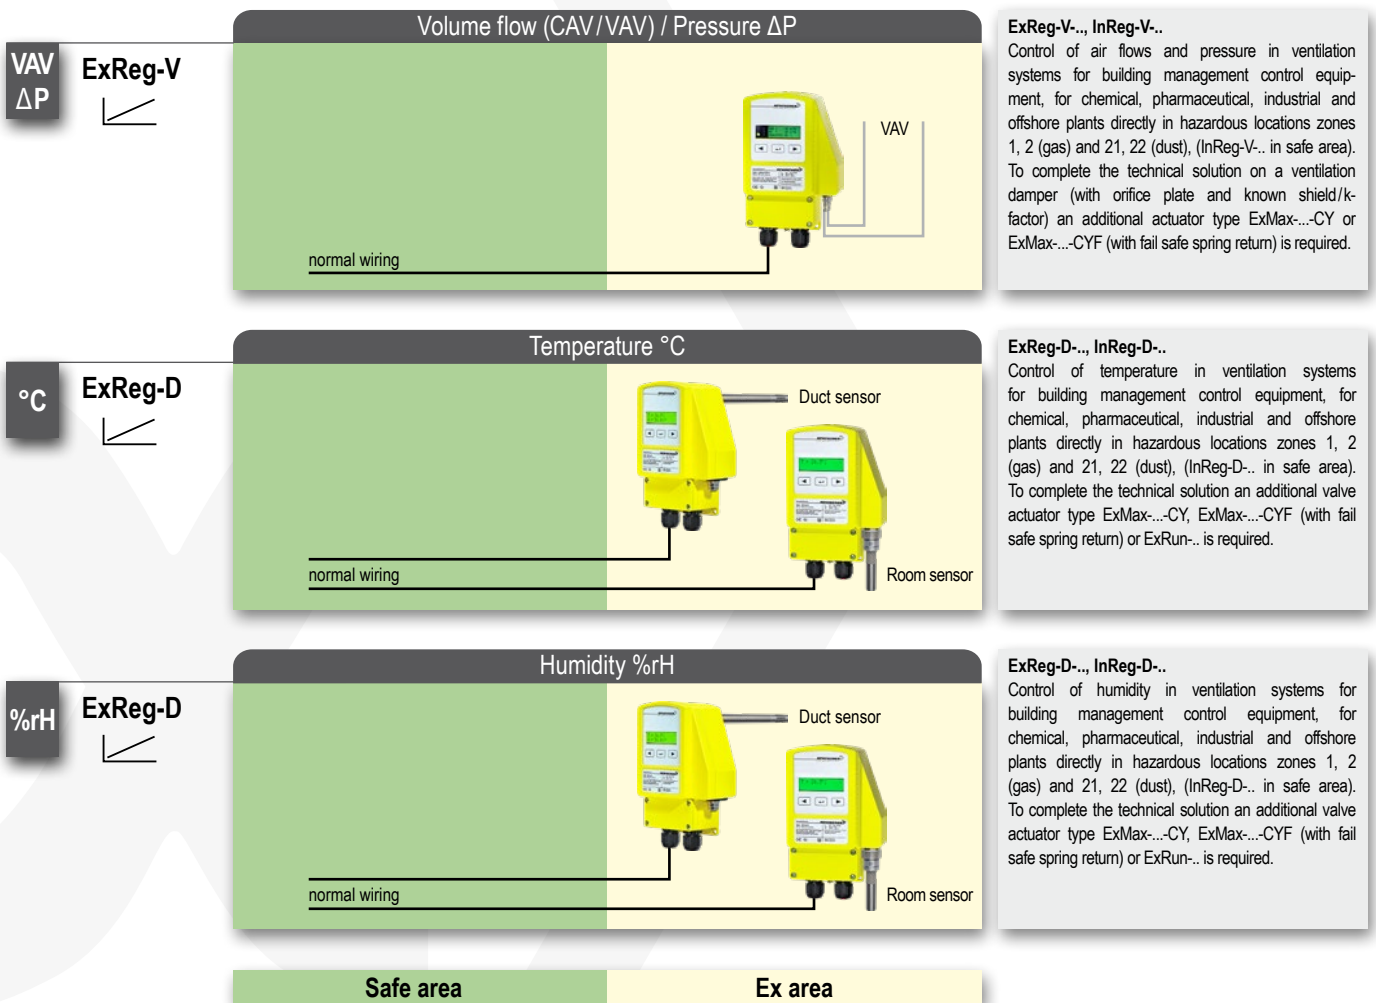 Volume flow (CAV/VAV) / Pressure ΔP
VAV
ΔP
ExReg-V
VAV
normal wiring
ExReg-V-.., InReg-V-..
Control of air flows and pressure in ventilation
systems for building management control equip-
ment, for chemical, pharmaceutical, industrial and
offshore plants directly in hazardous locations zones
1, 2 (gas) and 21, 22 (dust), (InReg-V-.. in safe area).
To complete the technical solution on a ventilation
damper (with orifice plate and known shield/k-
factor) an additional actuator type ExMax-...-CY or
ExMax-...-CYF (with fail safe spring return) is required.
Temperature °C
°C
ExReg-D
Duct sensor
normal wiring
Room sensor
ExReg-D-.., InReg-D-..
Control of temperature in ventilation systems
for building management control equipment, for
chemical, pharmaceutical, industrial and offshore
plants directly in hazardous locations zones 1, 2
(gas) and 21, 22 (dust), (InReg-D-.. in safe area).
To complete the technical solution an additional valve
actuator type ExMax-...-CY, ExMax-...-CYF (with fail
safe spring return) or ExRun-.. is required.
Humidity %rH
%rH
ExReg-D
Duct sensor
normal wiring
Room sensor
ExReg-D-.., InReg-D-..
Control of humidity in ventilation systems for
building management control equipment, for
chemical, pharmaceutical, industrial and offshore
plants directly in hazardous locations zones 1, 2
(gas) and 21, 22 (dust), (InReg-D-.. in safe area).
To complete the technical solution an additional valve
actuator type ExMax-...-CY, ExMax-...-CYF (with fail
safe spring return) or ExRun-.. is required.
Safe area
Ex area